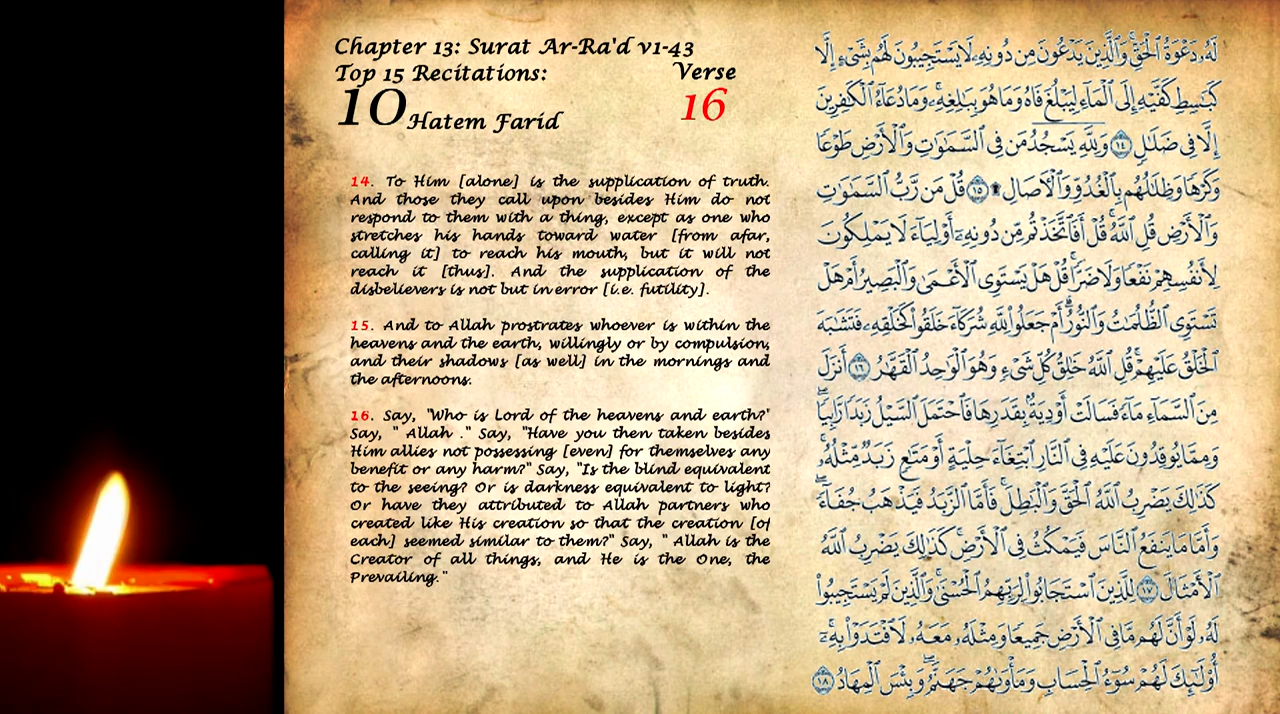 Chapter 13: Surat Ar-Ra'd v1-43
Top 15 Recitations:
Verse
10 Hatem Farid
16
14. To Him [alone] is the supplication of truth.
And those they call upon besides Him do not
respond to them with a thing, except as one who
stretches his hands toward water [from afar,
calling it] to reach his mouth, but it will not
reach it [thus]. And the supplication of the
disbelievers is not but in error [i.e. futility].
15. And to Allah prostrates whoever is within the
heavens and the earth, willingly or by compulsion,
and their shadows [as well] in the mornings and
the afternoons.
16. Say, "Who is Lord of the heavens and earth?"
Say, " Allah ." Say, "Have you then taken besides
Him allies not possessing [even] for themselves any
benefit or any harm?" Say, "Is the blind equivalent
to the seeing? Or is darkness equivalent to light?
Or have they attributed to Allah partners who
created like His creation so that the creation [of
each] seemed similar to them?" Say, " Allah is the
Creator of all things, and He is the One, the
Prevailing."
لَهُۥ دَعْوَةُ ٱلْحَقِّ ۖ وَٱلَّذِينَ يَدْعُونَ مِن دُونِهِۦ لَا يَسْتَجِيبُونَ لَهُم بِشَىْءٍ إِلَّا
كَبَـٰسِطِ كَفَّيْهِ إِلَى ٱلْمَآءِ لِيَبْلُغَ فَاهُ وَمَا هُوَ بِبَـٰلِغِهِۦ ۚ وَمَا دُعَآءُ ٱلْكَـٰفِرِينَ
إِلَّا فِى ضَلَـٰلٍ ١٤ وَلِلَّهِ يَسْجُدُ مَن فِى ٱلسَّمَـٰوَٰتِ وَٱلْأَرْضِ طَوْعًا
وَكَرْهًا وَظِلَـٰلُهُم بِٱلْغُدُوِّ وَٱلْـَٔاصَالِ ۩ ١٥ قُلْ مَن رَّبُّ ٱلسَّمَـٰوَٰتِ
وَٱلْأَرْضِ قُلِ ٱللَّهُ ۚ قُلْ أَفَٱتَّخَذْتُم مِّن دُونِهِۦٓ أَوْلِيَآءَ لَا يَمْلِكُونَ
لِأَنفُسِهِمْ نَفْعًا وَلَا ضَرًّا ۚ قُلْ هَلْ يَسْتَوِى ٱلْأَعْمَىٰ وَٱلْبَصِيرُ أَمْ هَلْ
تَسْتَوِى ٱلظُّلُمَـٰتُ وَٱلنُّورُ ۗ أَمْ جَعَلُوا۟ لِلَّهِ شُرَكَآءَ خَلَقُوا۟ كَخَلْقِهِۦ فَتَشَـٰبَهَ
ٱلْخَلْقُ عَلَيْهِمْ ۚ قُلِ ٱللَّهُ خَـٰلِقُ كُلِّ شَىْءٍ وَهُوَ ٱلْوَٰحِدُ ٱلْقَهَّـٰرُ ١٦ أَنزَلَ
مِنَ ٱلسَّمَآءِ مَآءً فَسَالَتْ أَوْدِيَةٌۢ بِقَدَرِهَا فَٱحْتَمَلَ ٱلسَّيْلُ زَبَدًا رَّابِيًا ۚ
وَمِمَّا يُوقِدُونَ عَلَيْهِ فِى ٱلنَّارِ ٱبْتِغَآءَ حِلْيَةٍ أَوْ مَتَـٰعٍ زَبَدٌ مِّثْلُهُۥ ۚ
كَذَٰلِكَ يَضْرِبُ ٱللَّهُ ٱلْحَقَّ وَٱلْبَـٰطِلَ ۚ فَأَمَّا ٱلزَّبَدُ فَيَذْهَبُ جُفَآءً ۖ
وَأَمَّا مَا يَنفَعُ ٱلنَّاسَ فَيَمْكُثُ فِى ٱلْأَرْضِ ۚ كَذَٰلِكَ يَضْرِبُ ٱللَّهُ
ٱلْأَمْثَالَ ١٧ لِلَّذِينَ ٱسْتَجَابُوا۟ لِرَبِّهِمُ ٱلْحُسْنَىٰ ۚ وَٱلَّذِينَ لَمْ يَسْتَجِيبُوا۟
لَهُۥ لَوْ أَنَّ لَهُم مَّا فِى ٱلْأَرْضِ جَمِيعًا وَمِثْلَهُۥ مَعَهُۥ لَٱفْتَدَوْا۟ بِهِۦٓ ۚ
أُو۟لَـٰٓئِكَ لَهُمْ سُوٓءُ ٱلْحِسَابِ وَمَأْوَىٰهُمْ جَهَنَّمُ ۖ وَبِئْسَ ٱلْمِهَادُ ١٨